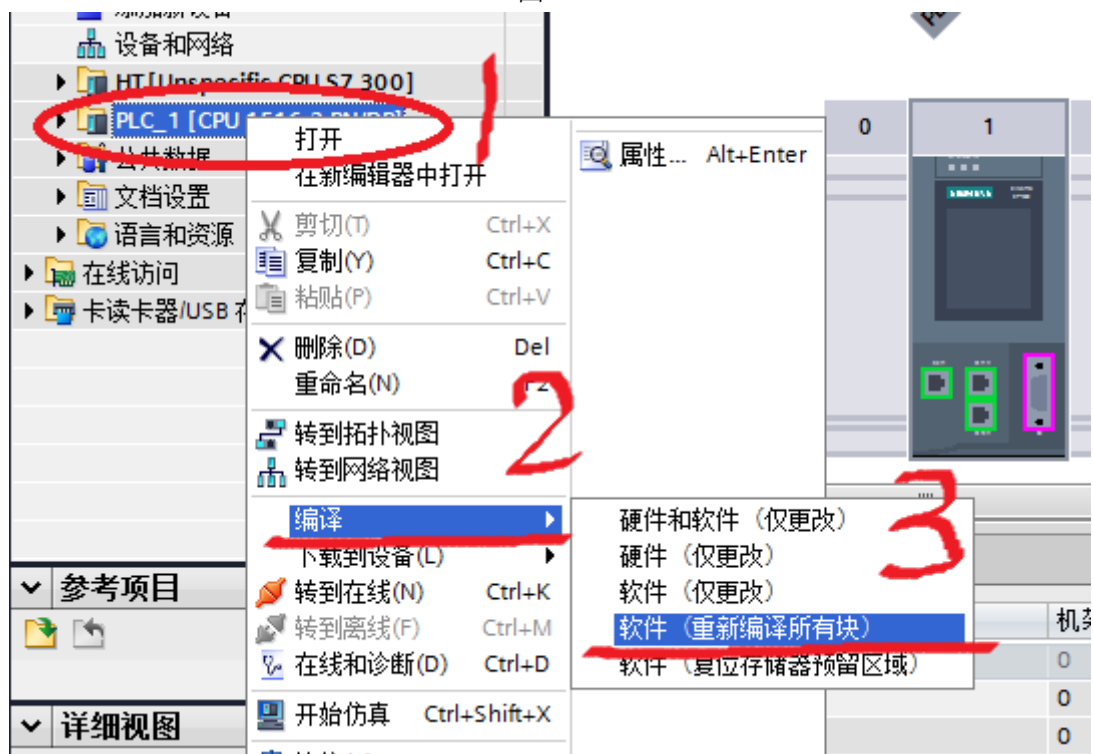 设备和网络
HT [Unspecific CPU S7 300]
PLC_1 [CPU 1516-3 PN/DP]
公共数据
文档设置
语言和资源
在线访问
卡读卡器/USB
打开
在新编辑器中打开
剪切(T) Ctrl+X
复制(Y) Ctrl+C
粘贴(P) Ctrl+V
删除(D) Del
重命名(N) F2
转到拓扑视图
转到网络视图
编译
下载到设备(L)
转到在线(N) Ctrl+K
转到离线(F) Ctrl+M
在线和诊断(D) Ctrl+D
开始仿真 Ctrl+Shift+X
属性... Alt+Enter
硬件和软件（仅更改）
硬件（仅更改）
软件（仅更改）
软件（重新编译所有块）
软件（复位存储器预留区域）
1
2
3
参考项目
详细视图
0 1
SIEMENS
机架
0
0
0